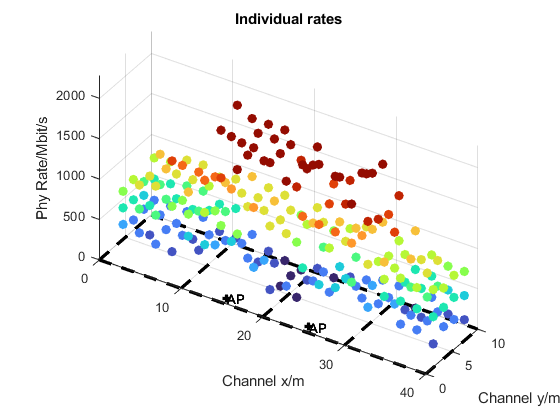 Individual rates
Phy Rate/Mbit/s
2000
1500
1000
500
0
0
10
20
30
40
0
5
10
AP
AP
Channel x/m
Channel y/m